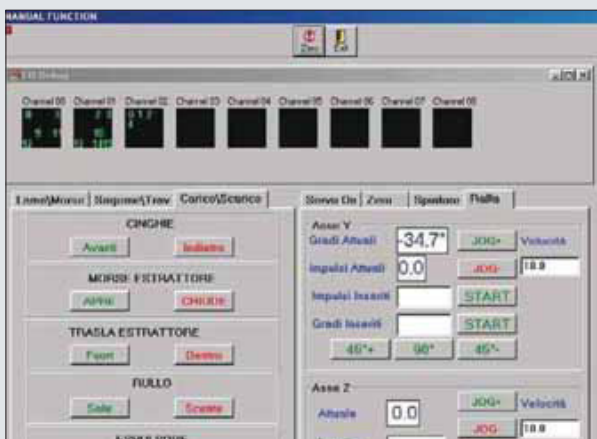 MANUAL FUNCTION
Zero Exit
I/O Debug
Channel 00 Channel 01 Channel 02 Channel 03 Channel 04 Channel 05 Channel 06 Channel 07 Channel 08
Carico\Scarico
CINGHIE
Avanti Indietro
MORSE ESTRATTORE
APRE CHIUDE
TRASLA ESTRATTORE
Fuori Dentro
RULLO
Sale Scende
Servo On Zero Spintore Ralla
Asse Y
Gradi Attuali -34,7° JOG+ Velocità
Impulsi Attuali 0.0 JOG- 10.0
Impulsi Inseriti START
Gradi Inseriti START
45°+ 90° 45°-
Asse Z
Attuale 0.0 JOG+ Velocità
JOG 10.0